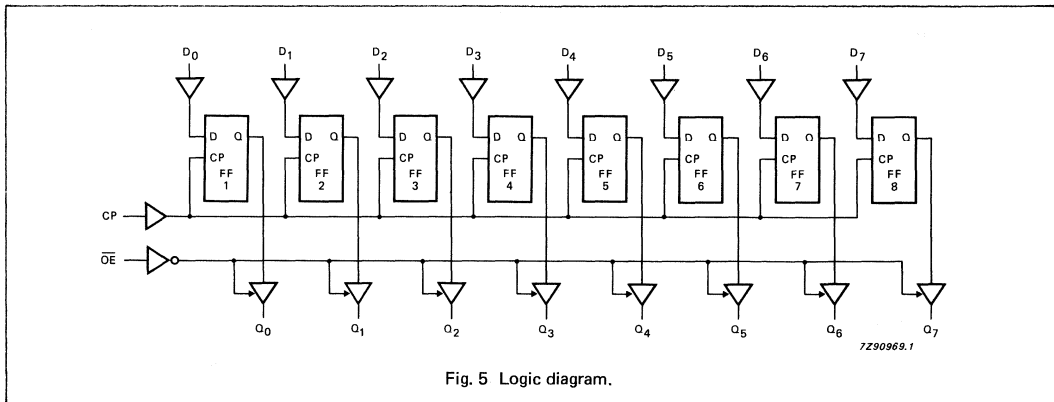 D0 D1 D2 D3 D4 D5 D6 D7
D Q D Q D Q D Q D Q D Q D Q D Q
CP CP CP CP CP CP CP CP
FF FF FF FF FF FF FF FF
1 2 3 4 5 6 7 8
CP
OE
Q0 Q1 Q2 Q3 Q4 Q5 Q6 Q7
7Z90969.1
Fig. 5 Logic diagram.